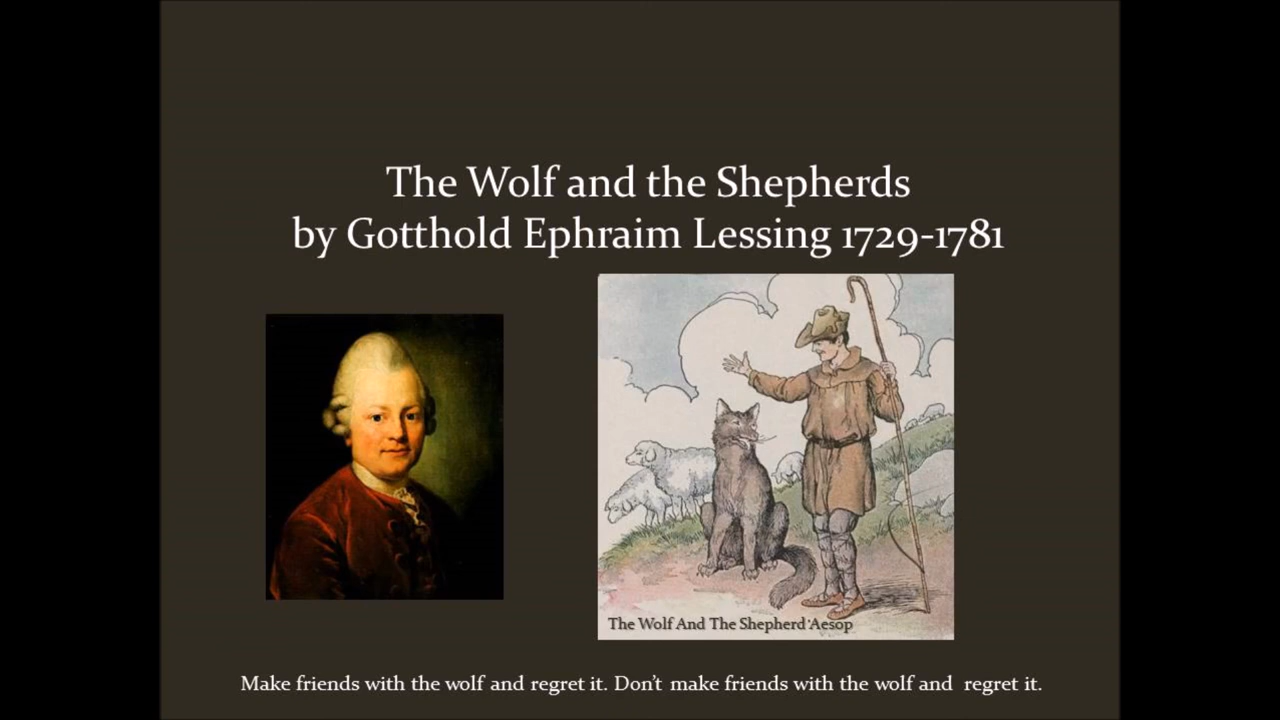 The Wolf and the Shepherds
by Gotthold Ephraim Lessing 1729-1781
The Wolf And The Shepherd Aesop
Make friends with the wolf and regret it. Don't make friends with the wolf and regret it.